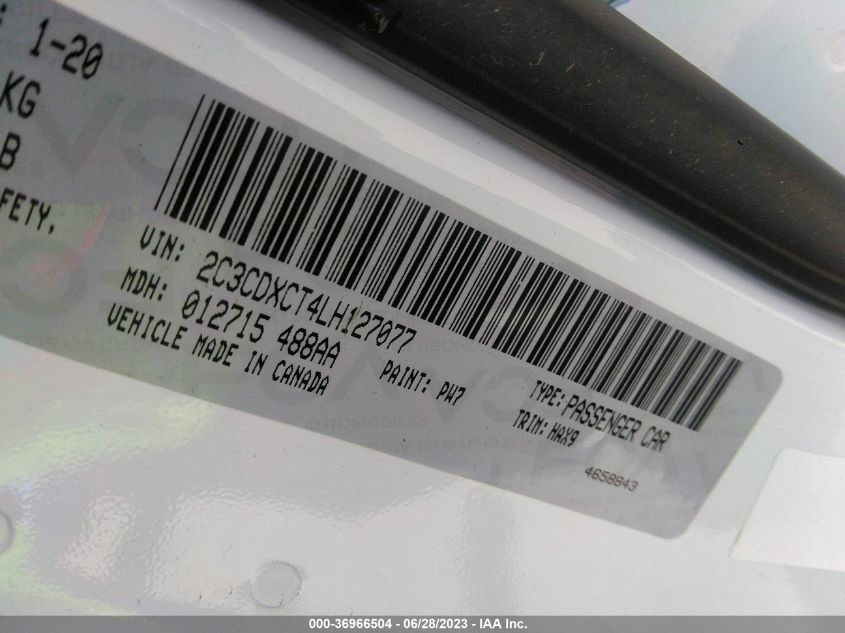 1-20
KG
B
FETY,
VIN: 2C3CDXCT4LH127077
MDH: 012715 488AA
VEHICLE MADE IN CANADA
PAINT: PW7
TYPE: PASSENGER CAR
TRIM: HAX9
4658843
000-36966504 - 06/28/2023 - IAA Inc.